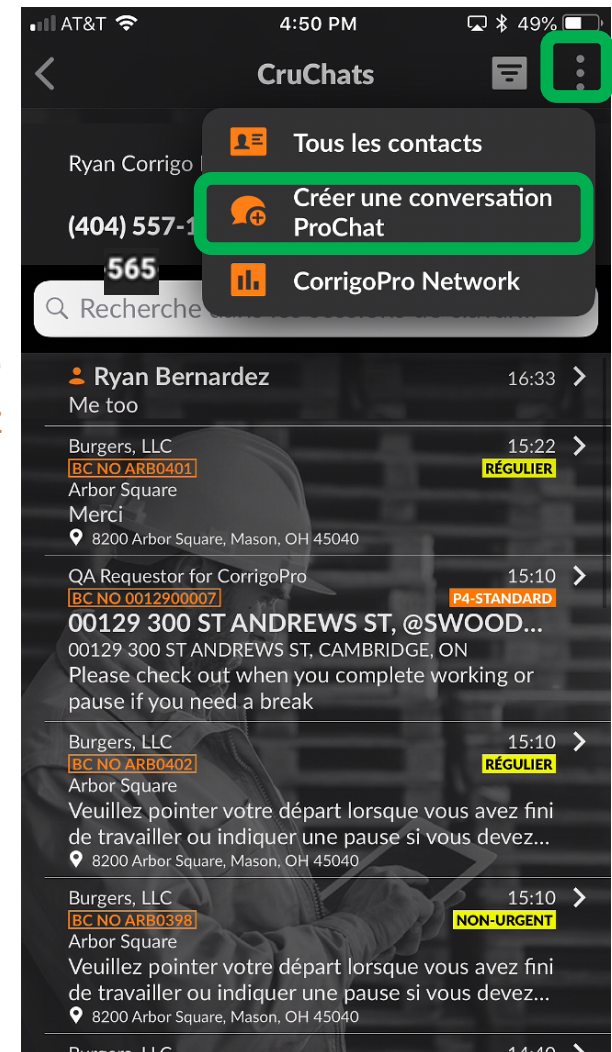 AT&T 4:50 PM 49%
CruChats
Tous les contacts
Ryan Corrigo
Créer une conversation
ProChat
(404) 557-1
565
CorrigoPro Network
Recherche
Ryan Bernardez 16:33
Me too
Burgers, LLC 15:22
BC NO ARB0401 RÉGULIER
Arbor Square
Merci
8200 Arbor Square, Mason, OH 45040
QA Requestor for CorrigoPro 15:10
BC NO 0012900007 P4-STANDARD
00129 300 ST ANDREWS ST, @SWOOD...
00129 300 ST ANDREWS ST, CAMBRIDGE, ON
Please check out when you complete working or
pause if you need a break
Burgers, LLC 15:10
BC NO ARB0402 RÉGULIER
Arbor Square
Veuillez pointer votre départ lorsque vous avez fini
de travailler ou indiquer une pause si vous devez...
8200 Arbor Square, Mason, OH 45040
Burgers, LLC 15:10
BC NO ARB0398 NON-URGENT
Arbor Square
Veuillez pointer votre départ lorsque vous avez fini
de travailler ou indiquer une pause si vous devez...
8200 Arbor Square, Mason, OH 45040